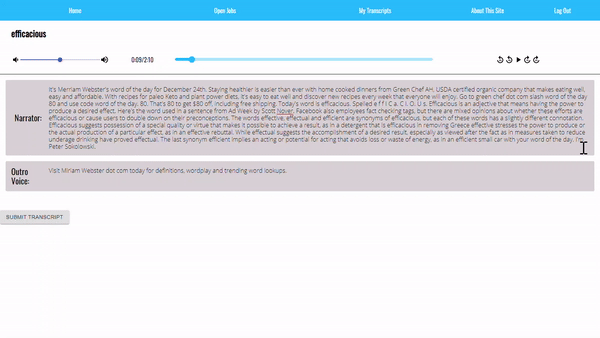 Home Open Jobs My Transcripts About This Site Log Out
efficacious
0:09/2:10
Narrator:
It's Merriam Webster's word of the day for December 24th. Staying healthier is easier than ever with home cooked dinners from Green Chef AH, USDA certified organic company that makes eating well,
easy and affordable. With recipes for paleo Keto and plant power diets. It's easy to eat well and discover new recipes every week that everyone will enjoy. Go to green chef dot com slash word of the day
80 and use code word of the day. 80. That's 80 to get $80 off, including free shipping. Today's word is efficacious, Spelled e f f I C a, C I. O. U.s. Efficacious is an adjective that means having the power to
produce a desired effect. Here's the word used in a sentence from Ad Week by Scott Nover, Facebook also employees fact checking tags, but there are mixed opinions about whether these efforts are
efficacious or cause users to double down on their preconceptions. The words effective, effectual and efficient are synonyms of efficacious, but each of these words has a slightly different connotation.
Efficacious suggests possession of a special quality or virtue that makes it possible to achieve a result, as in a detergent that is efficacious in removing Greece effective stresses the power to produce or
the actual production of a particular effect, as in an effective rebuttal. While effectual suggests the accomplishment of a desired result, especially as viewed after the fact as in measures taken to reduce
underage drinking have proved effectual. The last synonym efficient implies an acting or potential for acting that avoids loss or waste of energy, as in an efficient small car with your word of the day. I'm
Peter Sokolowski.
Outro Voice:
Visit Miriam Webster dot com today for definitions, wordplay and trending word lookups.
SUBMIT TRANSCRIPT